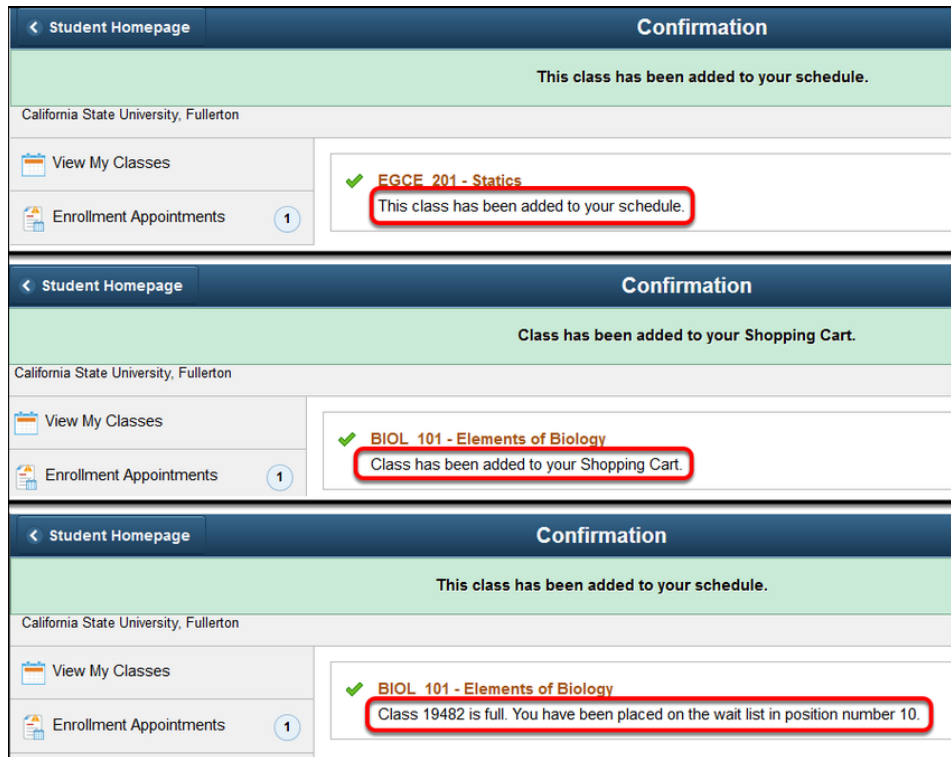 Student Homepage
Confirmation
This class has been added to your schedule.
California State University, Fullerton
View My Classes
Enrollment Appointments 1
EGCE 201 - Statics
This class has been added to your schedule.
Student Homepage
Confirmation
Class has been added to your Shopping Cart.
California State University, Fullerton
View My Classes
Enrollment Appointments 1
BIOL 101 - Elements of Biology
Class has been added to your Shopping Cart.
Student Homepage
Confirmation
This class has been added to your schedule.
California State University, Fullerton
View My Classes
Enrollment Appointments 1
BIOL 101 - Elements of Biology
Class 19482 is full. You have been placed on the wait list in position number 10.